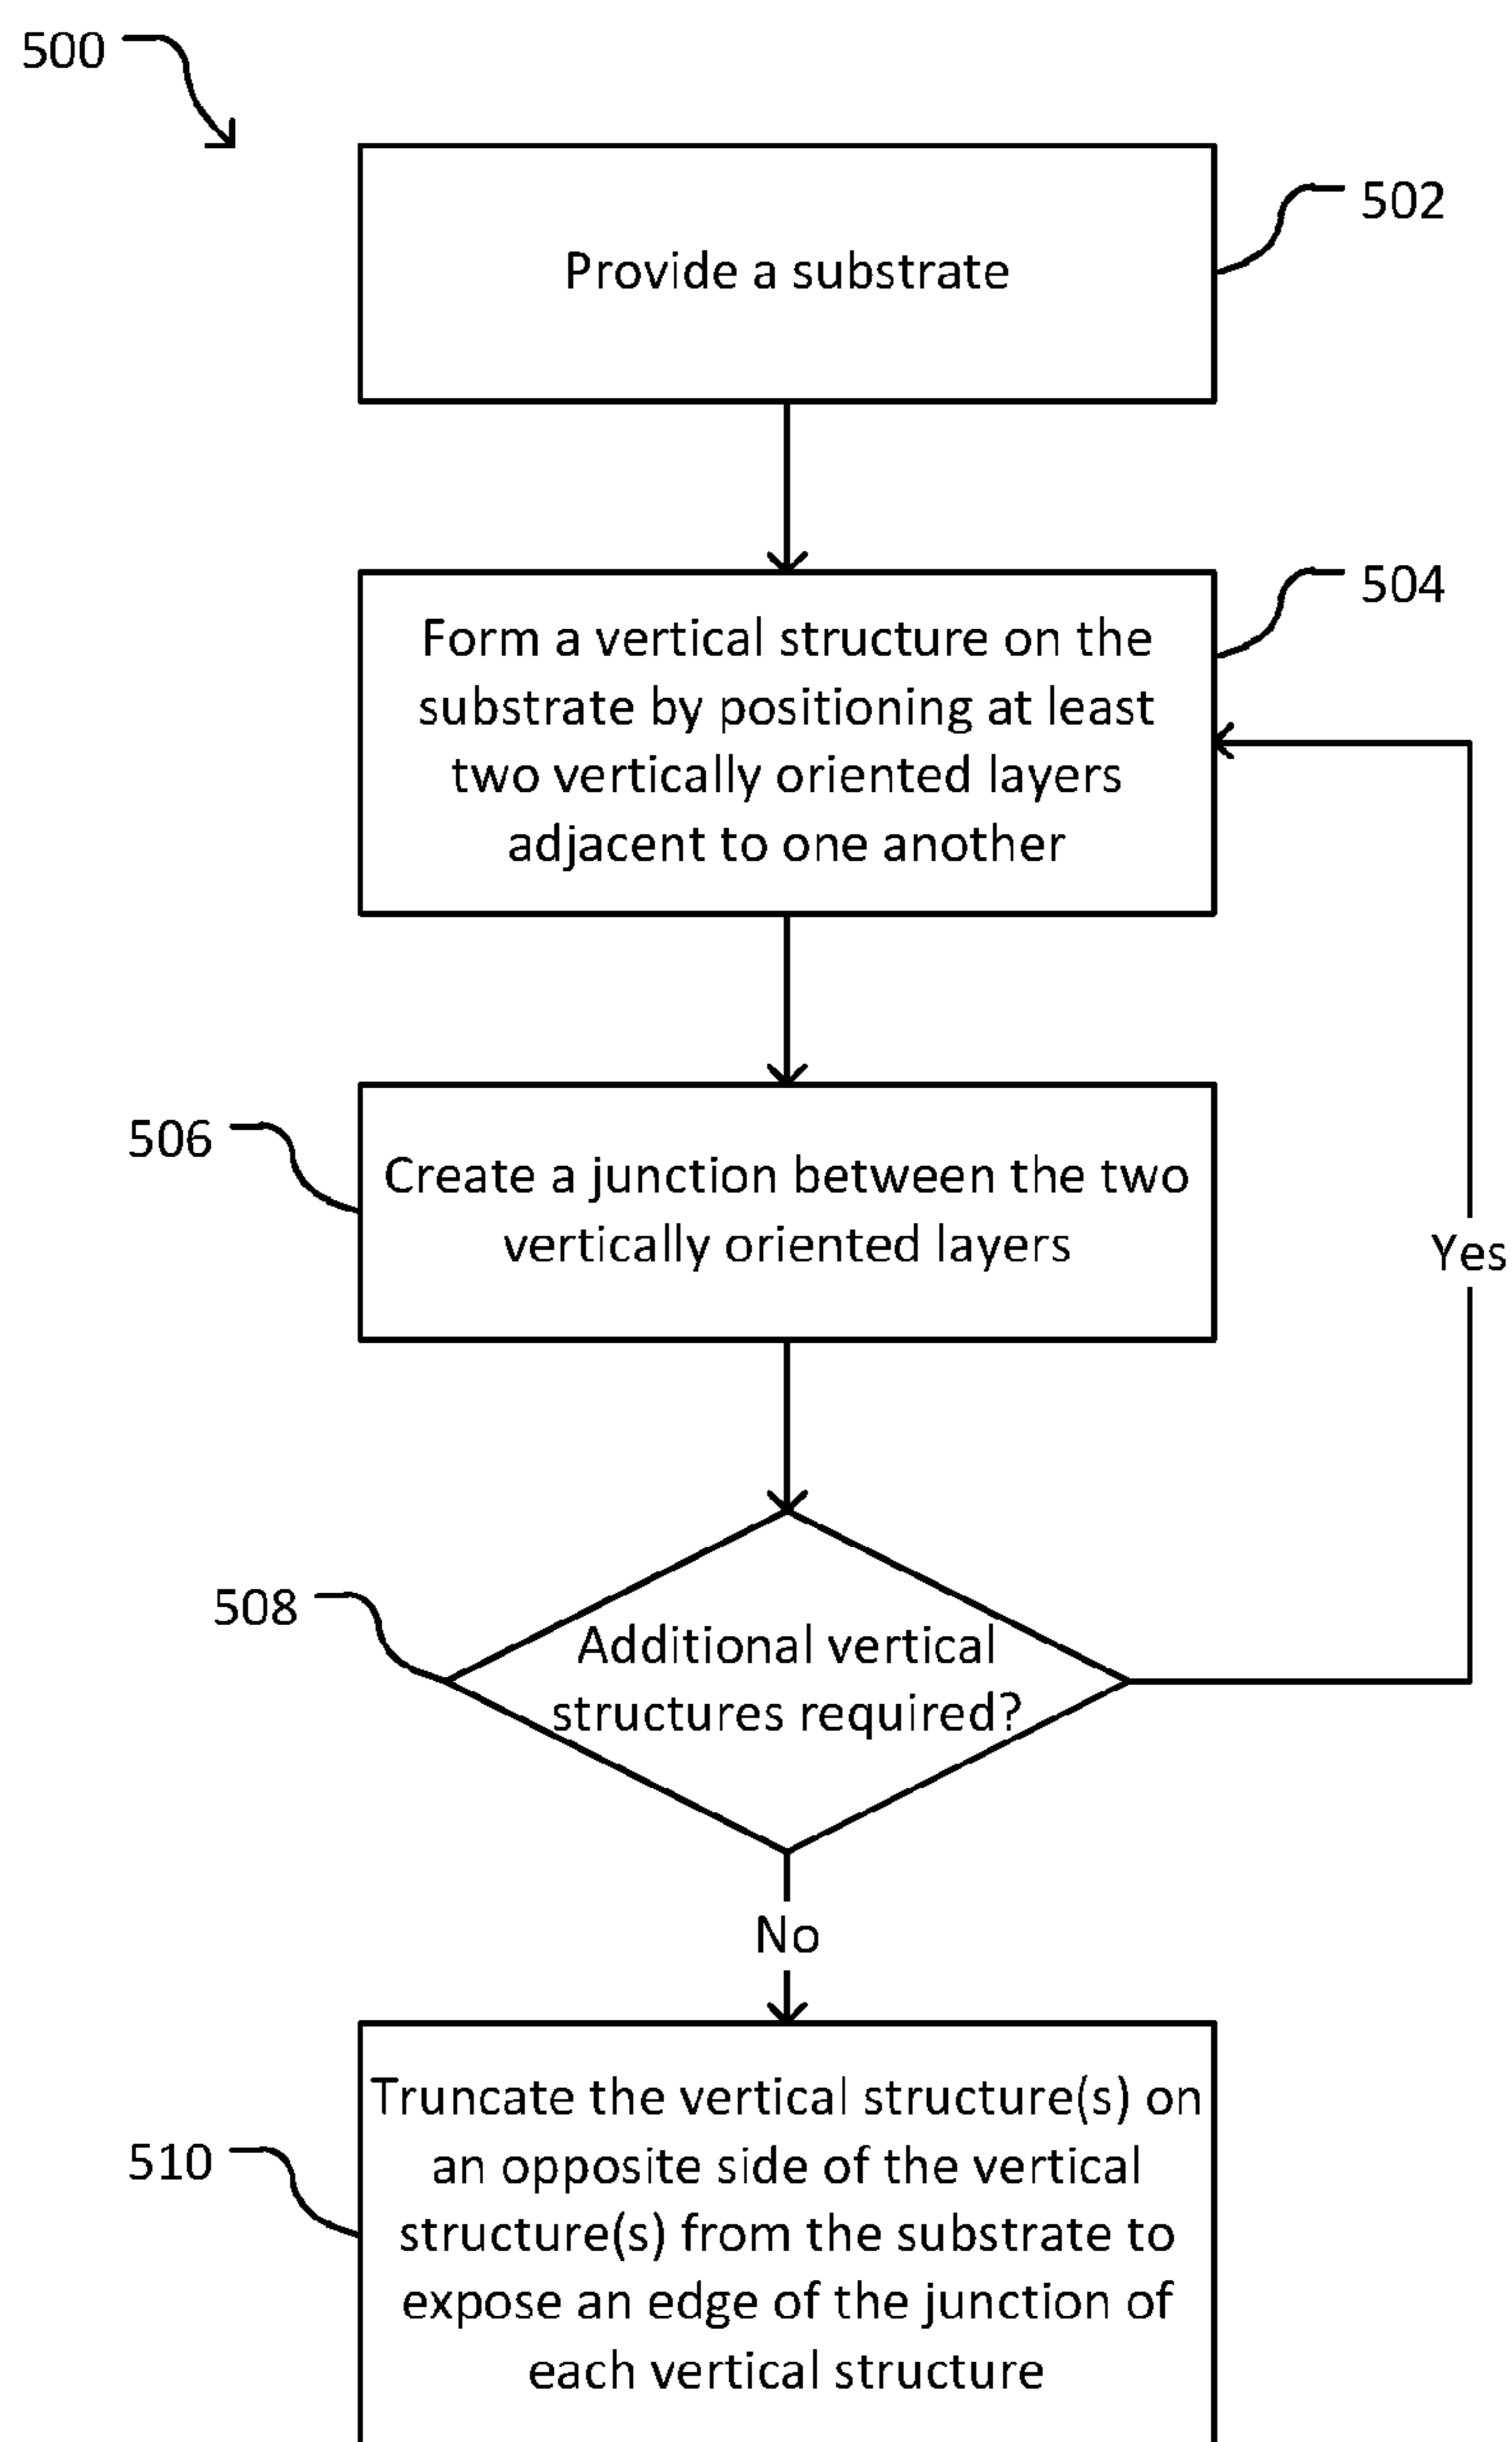 500
502
Provide a substrate
504
Form a vertical structure on the
substrate by positioning at least
two vertically oriented layers
adjacent to one another
506
Create a junction between the two
vertically oriented layers
Yes
508
Additional vertical
structures required?
No
510
Truncate the vertical structure(s) on
an opposite side of the vertical
structure(s) from the substrate to
expose an edge of the junction of
each vertical structure